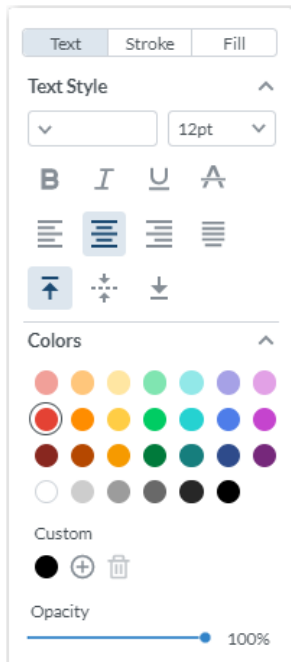 Text Stroke Fill
Text Style
12pt
B I U A
Colors
Custom
Opacity
100%